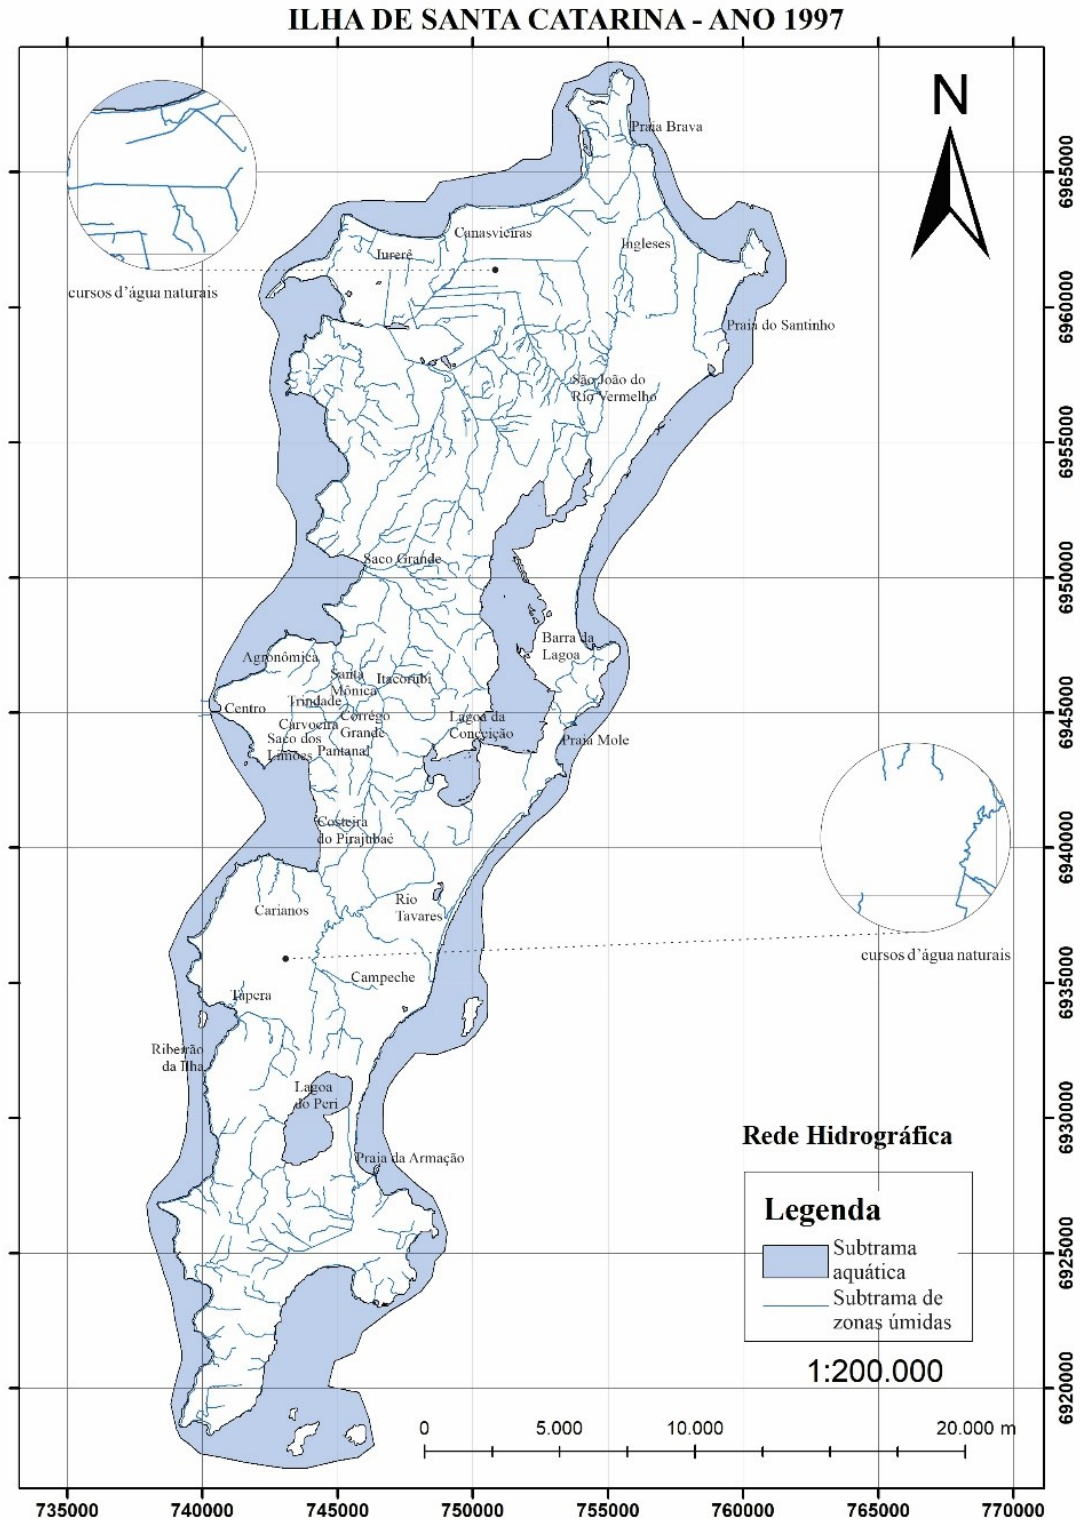 ILHA DE SANTA CATARINA - ANO 1997
N
Praia Brava
Canasvieiras
Jurerê
Ingleses
cursos d'água naturais
Praia do Santinho
São João do
Rio Vermelho
Saco Grande
Barra da
Lagoa
Agronômica
Santa
Mônica
Itacorubi
Trindade
Centro
Córrégo
Grande
Carvoeira
Lagoa da
Conceição
Saco dos
Limões
Pantanal
Praia Mole
Costeira
do Pirajubaé
Rio
Tavares
Carianos
cursos d'água naturais
Campeche
Tapera
Ribeirão
da Ilha
Lagoa
do Peri
Praia da Armação
Rede Hidrográfica
Legenda
Subtrama
aquática
Subtrama de
zonas úmidas
1:200.000
0 5.000 10.000 20.000 m
6965000
6960000
6955000
6950000
6945000
6940000
6935000
6930000
6925000
6920000
735000 740000 745000 750000 755000 760000 765000 770000